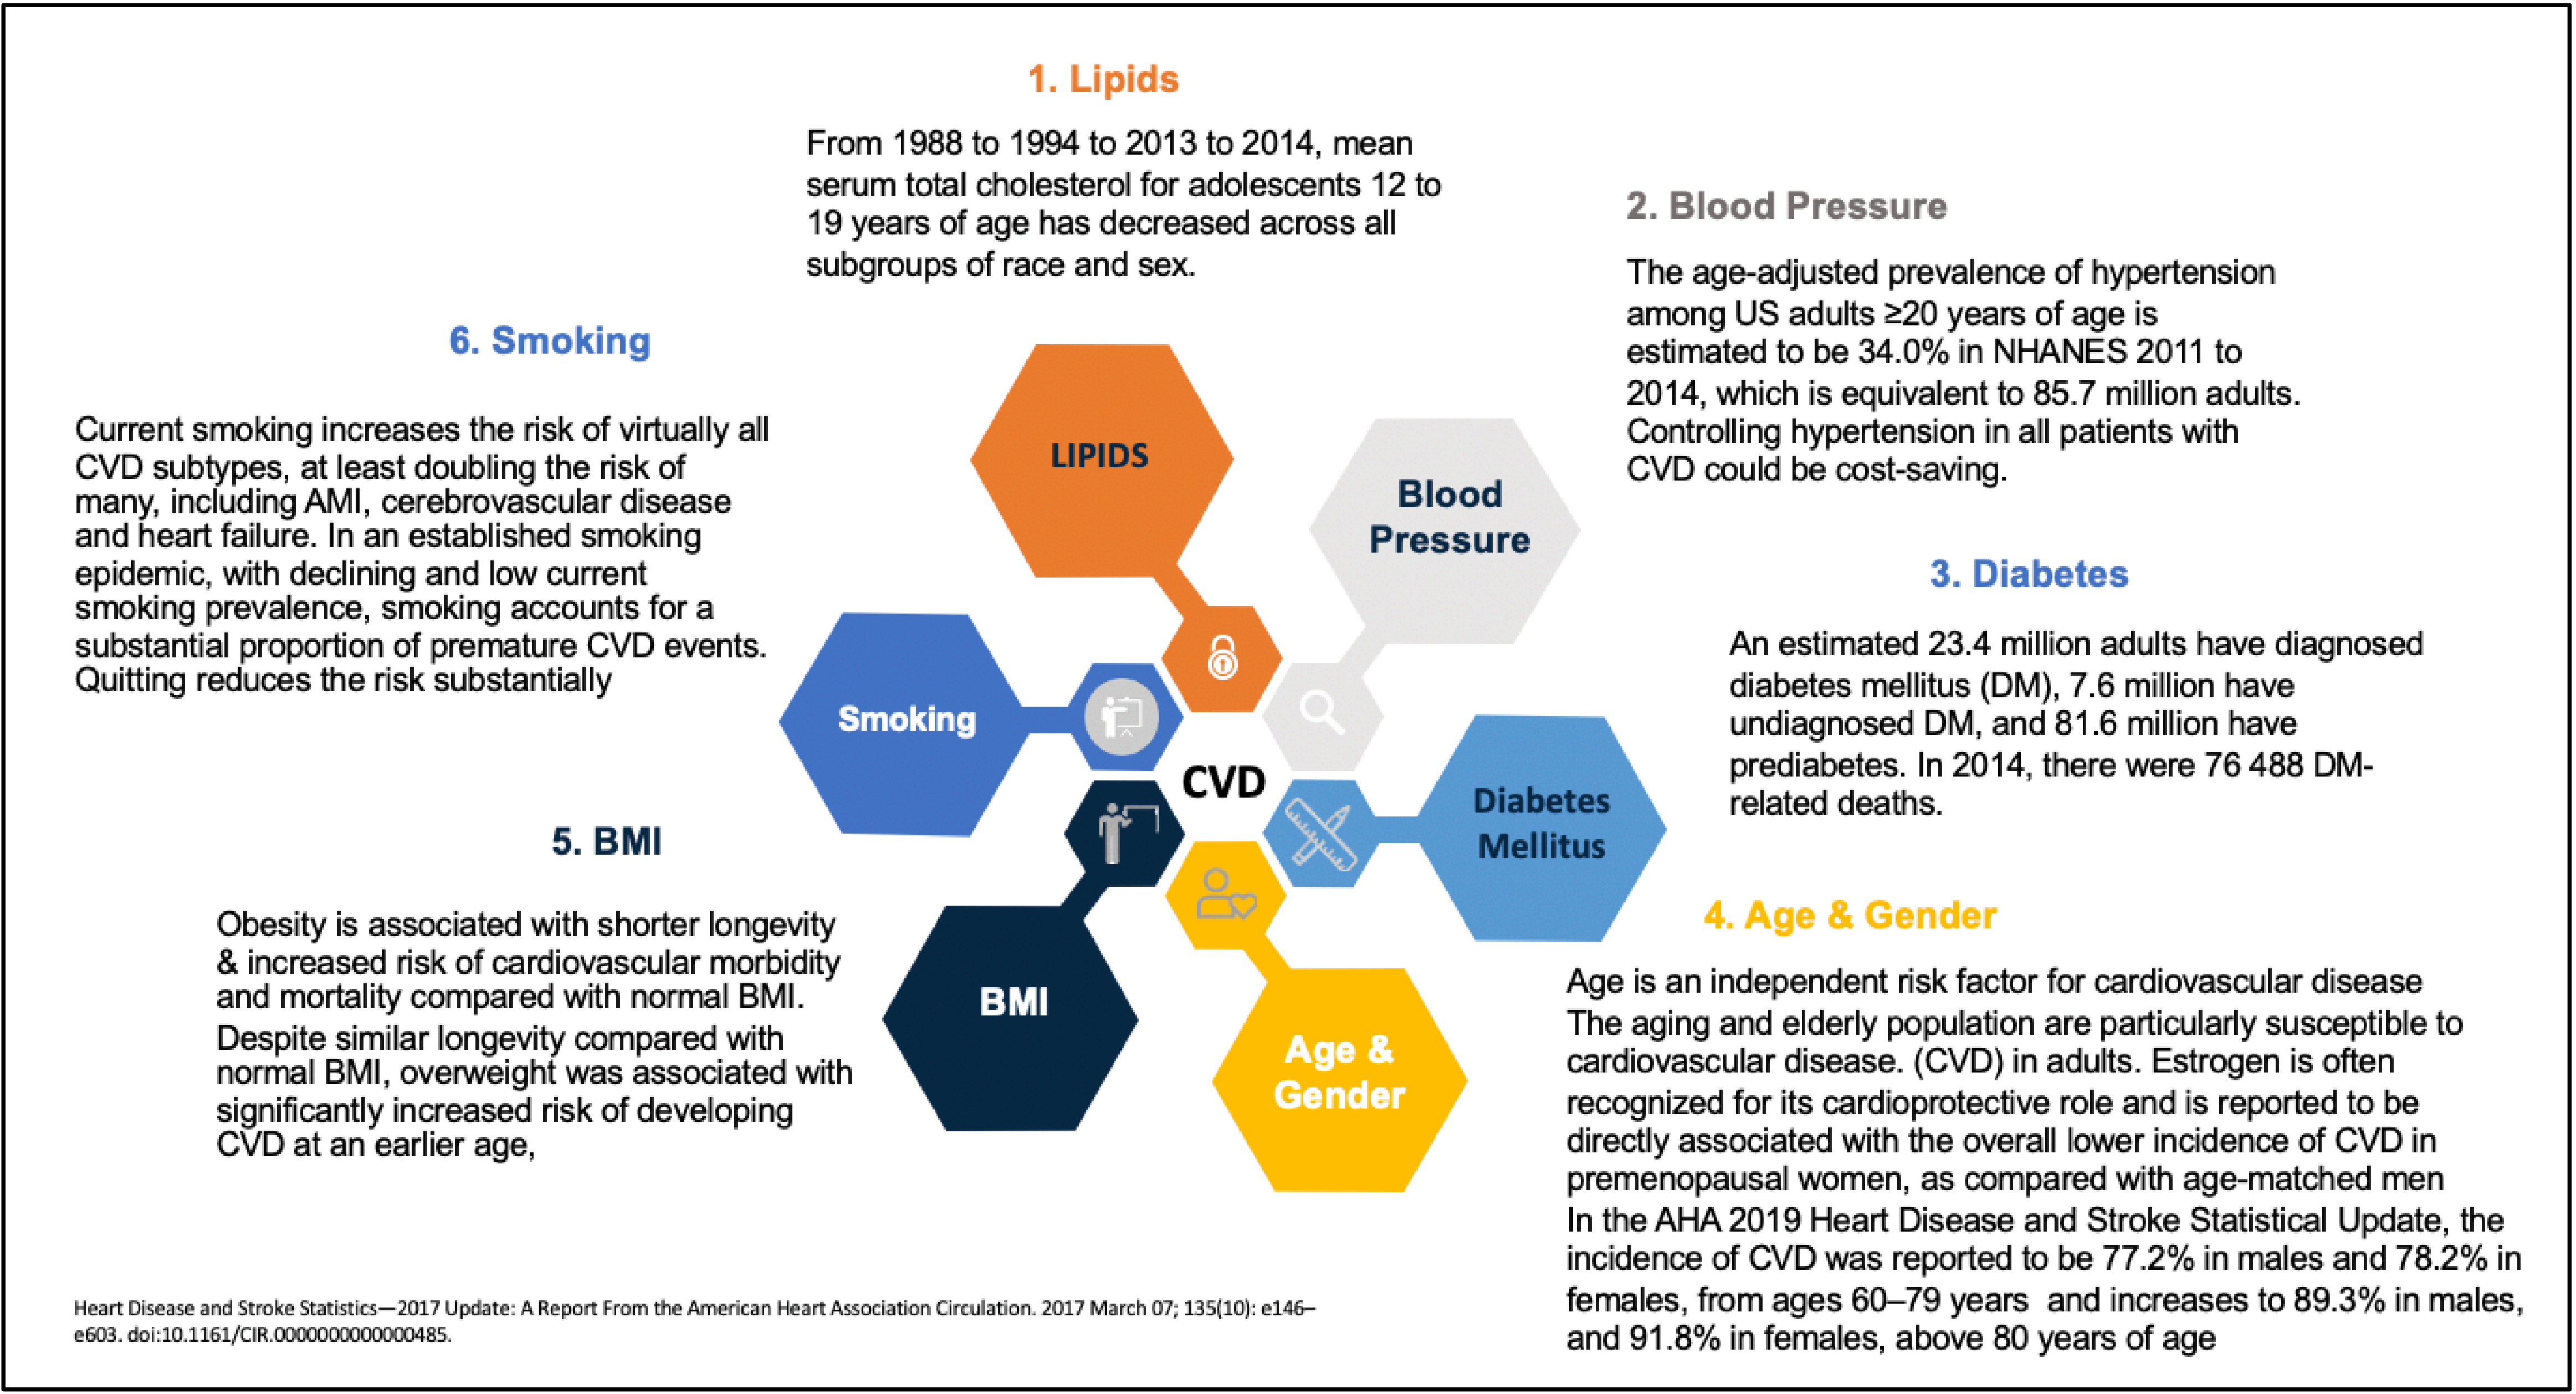 1. Lipids
From 1988 to 1994 to 2013 to 2014, mean
serum total cholesterol for adolescents 12 to
19 years of age has decreased across all
subgroups of race and sex.
2. Blood Pressure
The age-adjusted prevalence of hypertension
among US adults ≥20 years of age is
estimated to be 34.0% in NHANES 2011 to
2014, which is equivalent to 85.7 million adults.
Controlling hypertension in all patients with
CVD could be cost-saving.
3. Diabetes
An estimated 23.4 million adults have diagnosed
diabetes mellitus (DM), 7.6 million have
undiagnosed DM, and 81.6 million have
prediabetes. In 2014, there were 76 488 DM-
related deaths.
4. Age & Gender
Age is an independent risk factor for cardiovascular disease
The aging and elderly population are particularly susceptible to
cardiovascular disease. (CVD) in adults. Estrogen is often
recognized for its cardioprotective role and is reported to be
directly associated with the overall lower incidence of CVD in
premenopausal women, as compared with age-matched men
In the AHA 2019 Heart Disease and Stroke Statistical Update, the
incidence of CVD was reported to be 77.2% in males and 78.2% in
females, from ages 60–79 years and increases to 89.3% in males,
and 91.8% in females, above 80 years of age
5. BMI
Obesity is associated with shorter longevity
& increased risk of cardiovascular morbidity
and mortality compared with normal BMI.
Despite similar longevity compared with
normal BMI, overweight was associated with
significantly increased risk of developing
CVD at an earlier age,
6. Smoking
Current smoking increases the risk of virtually all
CVD subtypes, at least doubling the risk of
many, including AMI, cerebrovascular disease
and heart failure. In an established smoking
epidemic, with declining and low current
smoking prevalence, smoking accounts for a
substantial proportion of premature CVD events.
Quitting reduces the risk substantially
LIPIDS
Blood
Pressure
Diabetes
Mellitus
Age &
Gender
BMI
Smoking
CVD
Heart Disease and Stroke Statistics—2017 Update: A Report From the American Heart Association Circulation. 2017 March 07; 135(10): e146–
e603. doi:10.1161/CIR.0000000000000485.